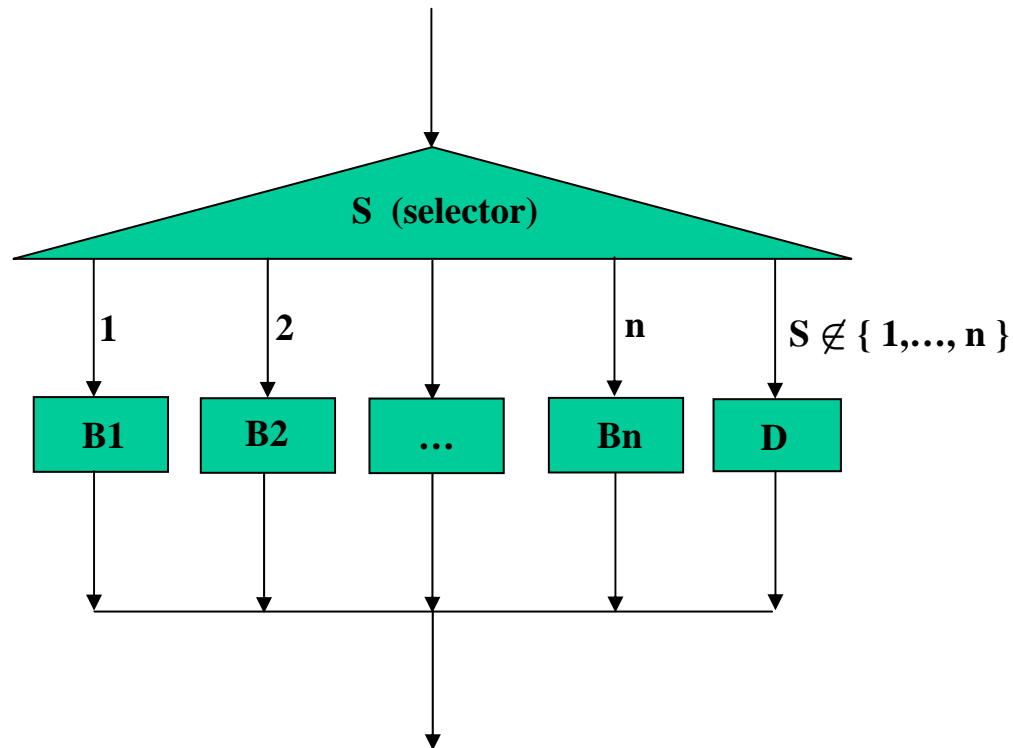 S (selector)
1
2
n
S ∉ { 1,…, n }
B1
B2
…
Bn
D